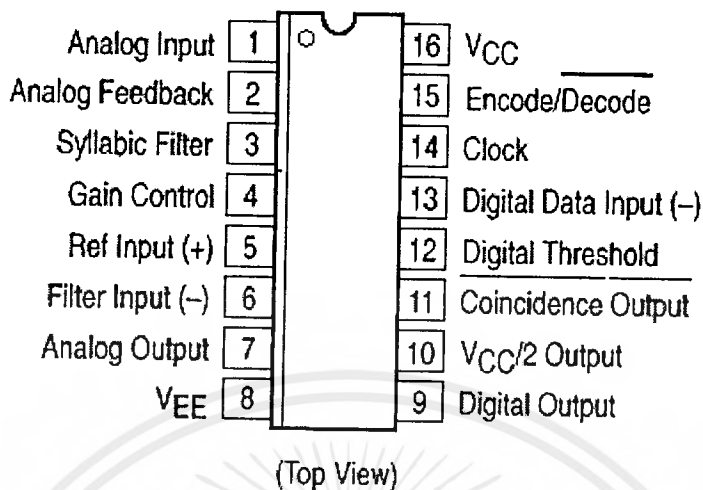 Analog Input 1
Analog Feedback 2
Syllabic Filter 3
Gain Control 4
Ref Input (+) 5
Filter Input (–) 6
Analog Output 7
VEE 8
16 VCC
15 Encode/Decode
14 Clock
13 Digital Data Input (–)
12 Digital Threshold
11 Coincidence Output
10 VCC/2 Output
9 Digital Output
(Top View)